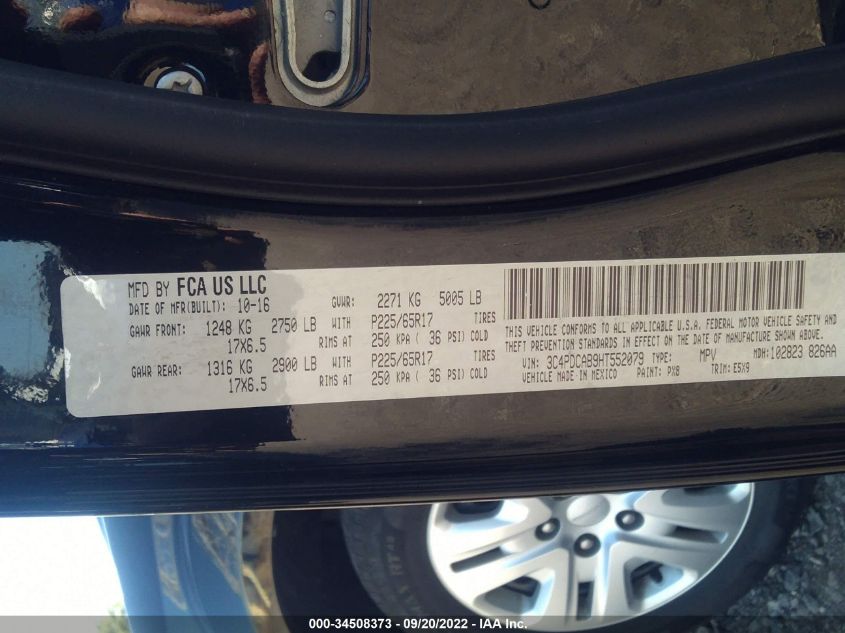 MFD BY FCA US LLC
DATE OF MFR(BUILT): 10-16 GVWR: 2271 KG 5005 LB
GAWR FRONT: 1248 KG 2750 LB WITH P225/65R17 TIRES
17X6.5 RIMS AT 250 KPA ( 36 PSI) COLD
GAWR REAR: 1316 KG 2900 LB WITH P225/65R17 TIRES
17X6.5 RIMS AT 250 KPA ( 36 PSI) COLD
THIS VEHICLE CONFORMS TO ALL APPLICABLE U.S.A. FEDERAL MOTOR VEHICLE SAFETY AND
THEFT PREVENTION STANDARDS IN EFFECT ON THE DATE OF MANUFACTURE SHOWN ABOVE.
VIN: 3C4PDCAB9HT552079 TYPE: MPV MDH: 102823 826AA
VEHICLE MADE IN MEXICO PAINT: PX8 TRIM: E5X9
000-34508373 - 09/20/2022 - IAA Inc.